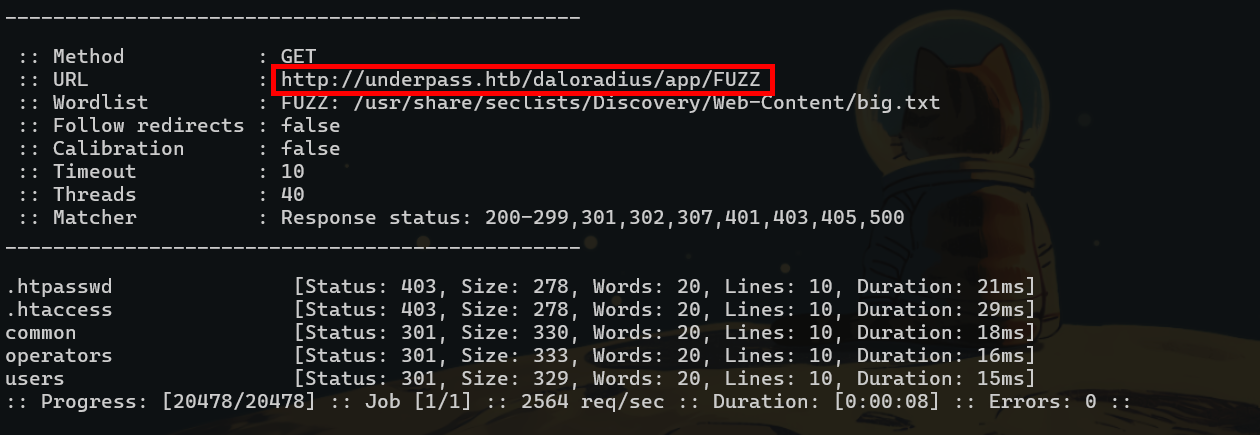 ________________________________________________
:: Method : GET
:: URL : http://underpass.htb/daloradius/app/FUZZ
:: Wordlist : FUZZ: /usr/share/seclists/Discovery/Web-Content/big.txt
:: Follow redirects : false
:: Calibration : false
:: Timeout : 10
:: Threads : 40
:: Matcher : Response status: 200-299,301,302,307,401,403,405,500
________________________________________________
.htpasswd [Status: 403, Size: 278, Words: 20, Lines: 10, Duration: 21ms]
.htaccess [Status: 403, Size: 278, Words: 20, Lines: 10, Duration: 29ms]
common [Status: 301, Size: 330, Words: 20, Lines: 10, Duration: 18ms]
operators [Status: 301, Size: 333, Words: 20, Lines: 10, Duration: 16ms]
users [Status: 301, Size: 329, Words: 20, Lines: 10, Duration: 15ms]
:: Progress: [20478/20478] :: Job [1/1] :: 2564 req/sec :: Duration: [0:00:08] :: Errors: 0 ::